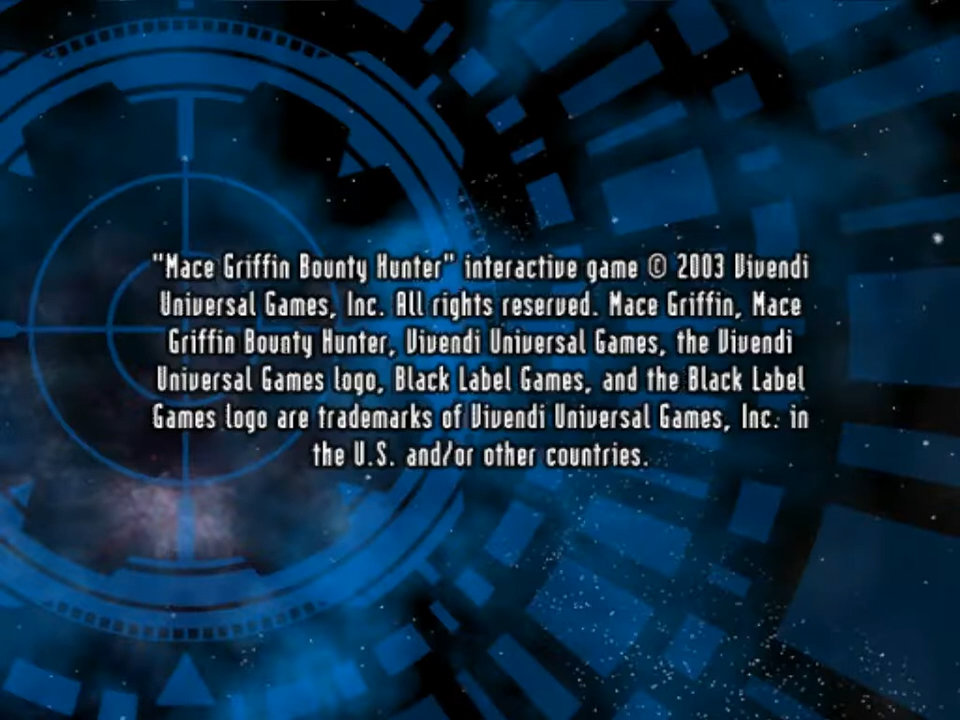 "Mace Griffin Bounty Hunter" interactive game © 2003 Vivendi
Universal Games, Inc. All rights reserved. Mace Griffin, Mace
Griffin Bounty Hunter, Vivendi Universal Games, the Vivendi
Universal Games logo, Black Label Games, and the Black Label
Games logo are trademarks of Vivendi Universal Games, Inc. in
the U.S. and/or other countries.